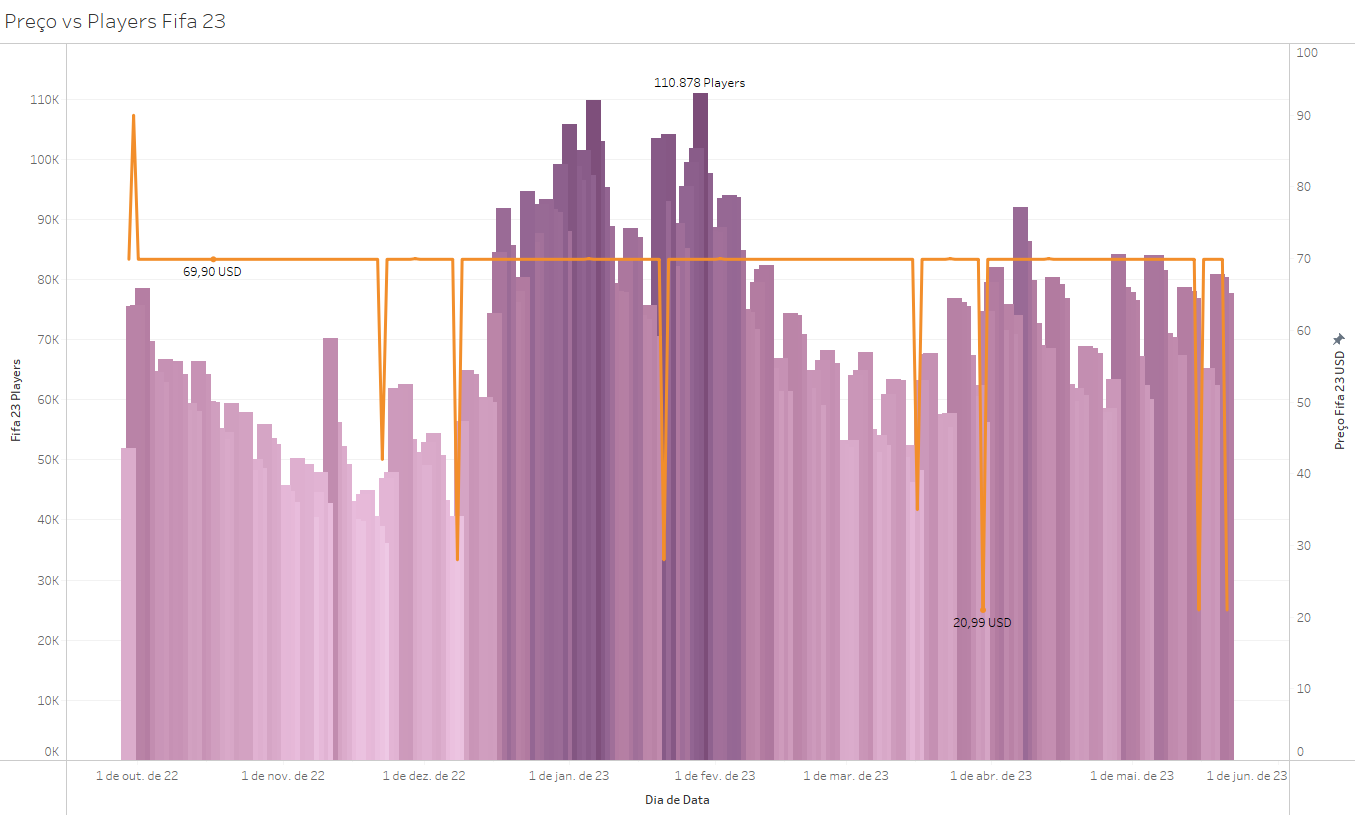 Preço vs Players Fifa 23
110.878 Players
69,90 USD
20,99 USD
Fifa 23 Players
110K
100K
90K
80K
70K
60K
50K
40K
30K
20K
10K
0K
100
90
80
70
60
50
40
30
20
10
0
Preço Fifa 23 USD
1 de out. de 22
1 de nov. de 22
1 de dez. de 22
1 de jan. de 23
1 de fev. de 23
1 de mar. de 23
1 de abr. de 23
1 de mai. de 23
1 de jun. de 23
Dia de Data